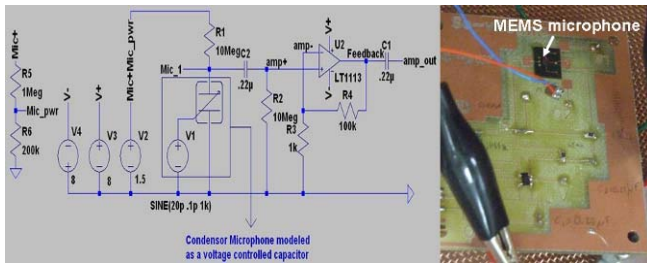 Mic+
R5
1Meg
Mic_pwr
R6
200k
V-
V4
8
V+
V3
8
Mic+Mic_pwr
V2
1.5
R1
10Meg
Mic_1
C2
.22µ
V1
SINE(20p .1p 1k)
amp+
R2
10Meg
amp-
V+
U2
LT1113
V-
Feedback
C1
.22µ
amp_out
R4
100k
R3
1k
Condensor Microphone modeled
as a voltage controlled capacitor
MEMS microphone